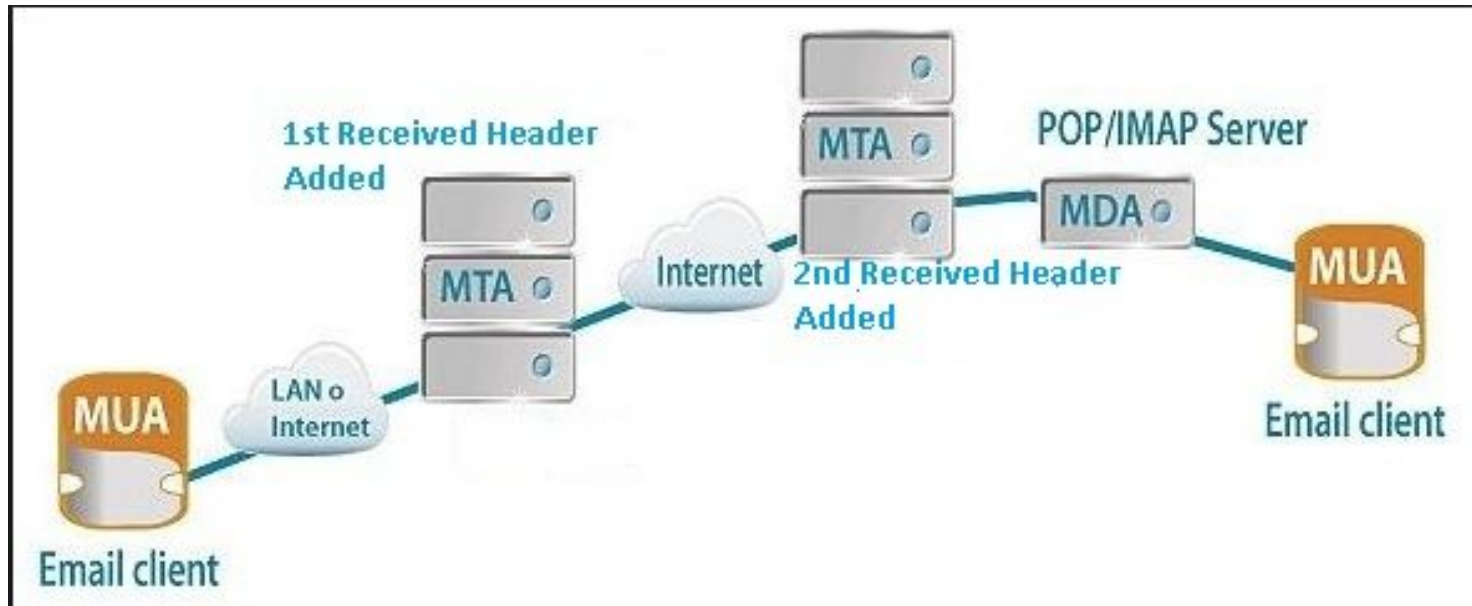 1st Received Header
Added
MTA
POP/IMAP Server
MDA
MTA
Internet
2nd Received Header
Added
MUA
Email client
LAN o
Internet
MUA
Email client